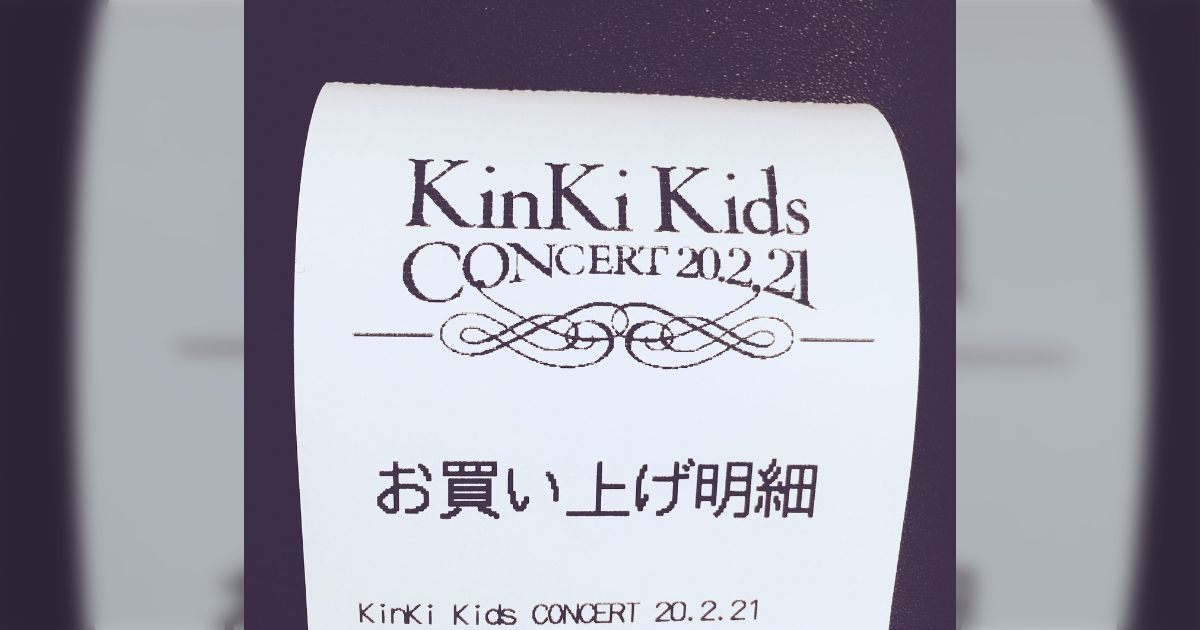 KinKi Kids
CONCERT 20.2.21
お買い上げ明細
KinKi Kids CONCERT 20.2.21